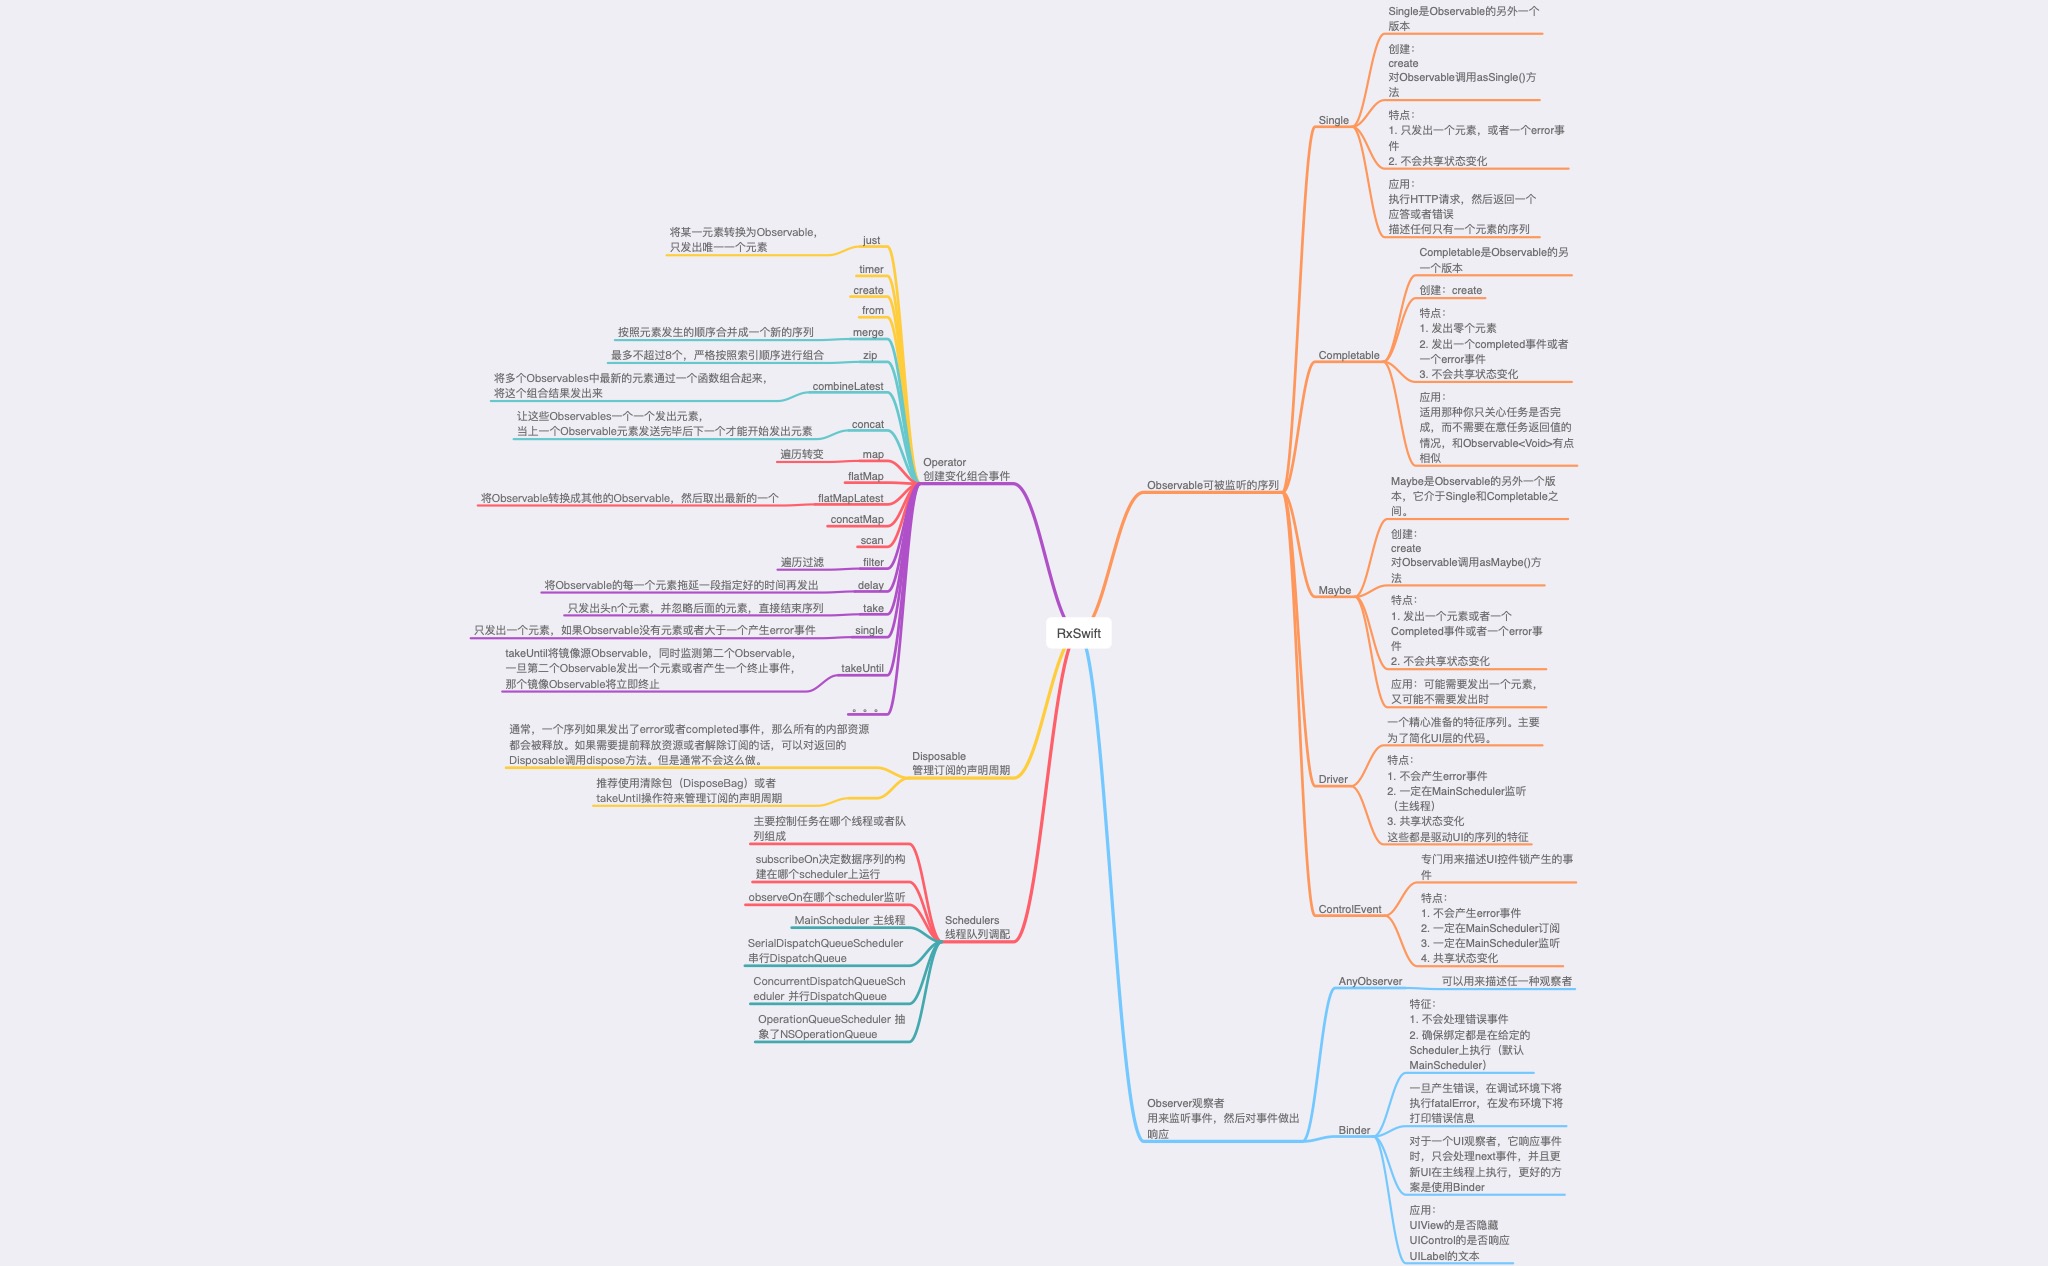 RxSwift
Operator
创建变化组合事件
just
将某一元素转换为Observable，
只发出唯一一个元素
timer
create
from
merge
按照元素发生的顺序合并成一个新的序列
zip
最多不超过8个，严格按照索引顺序进行组合
combineLatest
将多个Observables中最新的元素通过一个函数组合起来，
将这个组合结果发出来
concat
让这些Observables一个一个发出元素，
当上一个Observable元素发送完毕后下一个才能开始发出元素
map
遍历转变
flatMap
flatMapLatest
将Observable转换成其他的Observable，然后取出最新的一个
concatMap
scan
filter
遍历过滤
delay
将Observable的每一个元素拖延一段指定好的时间再发出
take
只发出头n个元素，并忽略后面的元素，直接结束序列
single
只发出一个元素，如果Observable没有元素或者大于一个产生error事件
takeUntil
takeUntil将镜像源Observable，同时监测第二个Observable，
一旦第二个Observable发出一个元素或者产生一个终止事件，
那个镜像Observable将立即终止
。。。
Disposable
管理订阅的声明周期
通常，一个序列如果发出了error或者completed事件，那么所有的内部资源
都会被释放。如果需要提前释放资源或者解除订阅的话，可以对返回的
Disposable调用dispose方法。但是通常不会这么做。
推荐使用清除包（DisposeBag）或者
takeUntil操作符来管理订阅的声明周期
Schedulers
线程队列调配
主要控制任务在哪个线程或者队
列组成
subscribeOn决定数据序列的构
建在哪个scheduler上运行
observeOn在哪个scheduler监听
MainScheduler 主线程
SerialDispatchQueueScheduler
串行DispatchQueue
ConcurrentDispatchQueueSch
eduler 并行DispatchQueue
OperationQueueScheduler 抽
象了NSOperationQueue
Observable可被监听的序列
Single
Single是Observable的另外一个
版本
创建：
create
对Observable调用asSingle()方
法
特点：
1. 只发出一个元素，或者一个error事
件
2. 不会共享状态变化
应用：
执行HTTP请求，然后返回一个
应答或者错误
描述任何只有一个元素的序列
Completable
Completable是Observable的另
一个版本
创建：create
特点：
1. 发出零个元素
2. 发出一个completed事件或者
一个error事件
3. 不会共享状态变化
应用：
适用那种你只关心任务是否完
成，而不需要在意任务返回值的
情况，和Observable<Void>有点
相似
Maybe
Maybe是Observable的另外一个版
本，它介于Single和Completable之
间。
创建：
create
对Observable调用asMaybe()方
法
特点：
1. 发出一个元素或者一个
Completed事件或者一个error事
件
2. 不会共享状态变化
应用：可能需要发出一个元素，
又可能不需要发出时
Driver
一个精心准备的特征序列。主要
为了简化UI层的代码。
特点：
1. 不会产生error事件
2. 一定在MainScheduler监听
（主线程）
3. 共享状态变化
这些都是驱动UI的序列的特征
ControlEvent
专门用来描述UI控件锁产生的事
件
特点：
1. 不会产生error事件
2. 一定在MainScheduler订阅
3. 一定在MainScheduler监听
4. 共享状态变化
Observer观察者
用来监听事件，然后对事件做出
响应
AnyObserver
可以用来描述任一种观察者
Binder
特征：
1. 不会处理错误事件
2. 确保绑定都是在给定的
Scheduler上执行（默认
MainScheduler）
一旦产生错误，在调试环境下将
执行fatalError，在发布环境下将
打印错误信息
对于一个UI观察者，它响应事件
时，只会处理next事件，并且更
新UI在主线程上执行，更好的方
案是使用Binder
应用：
UIView的是否隐藏
UIControl的是否响应
UILabel的文本